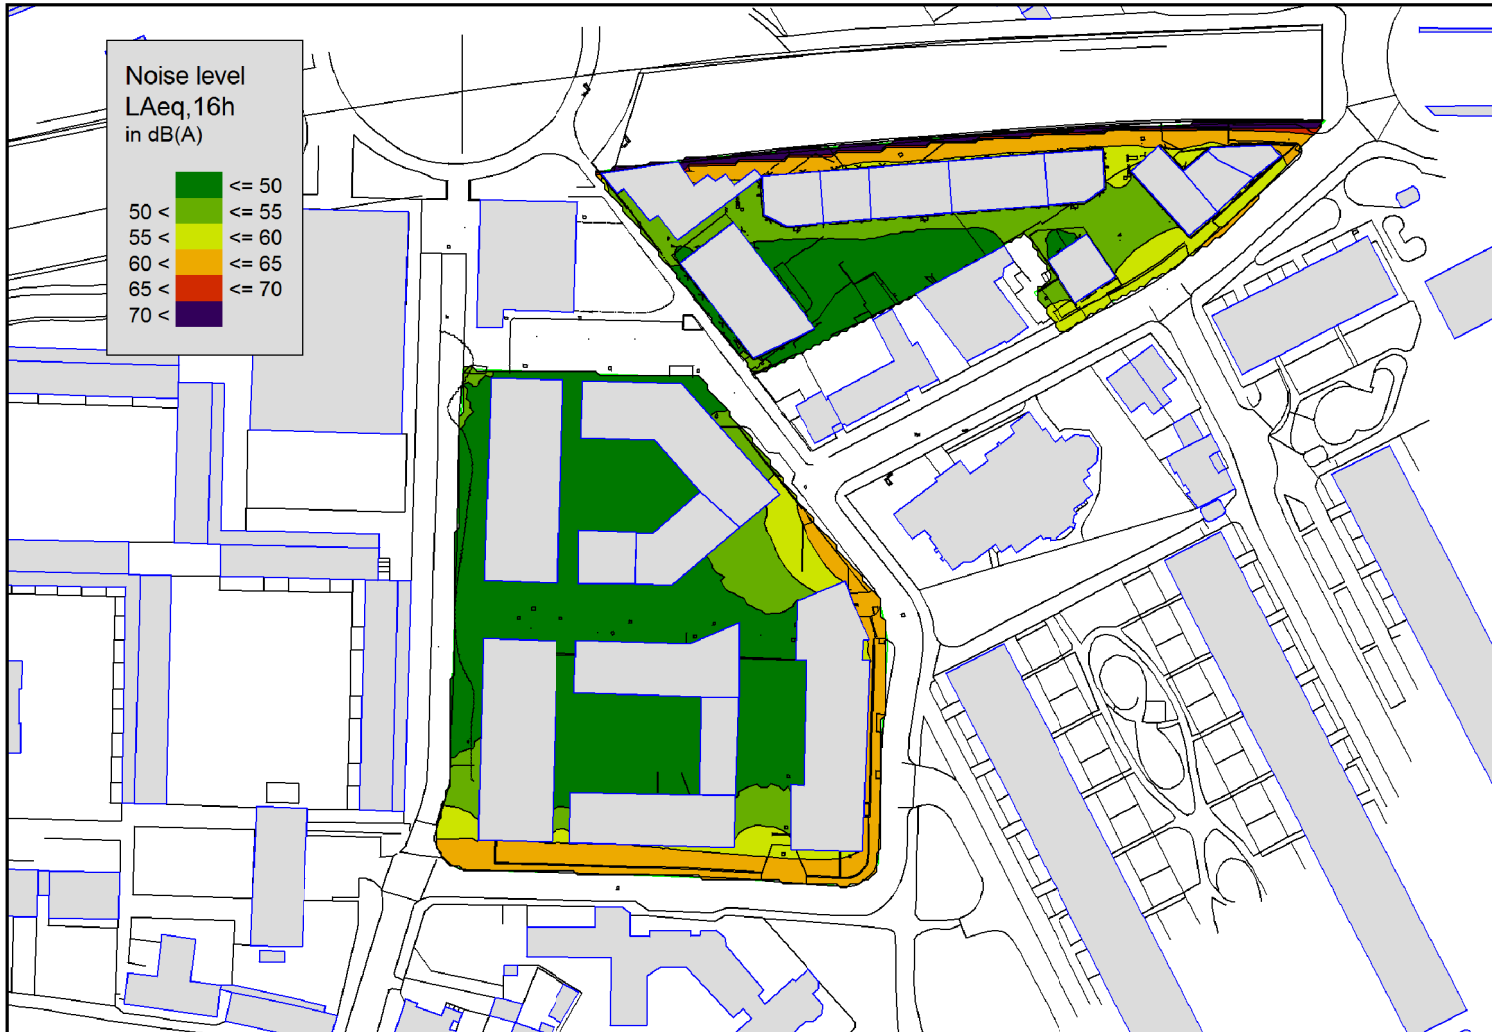 Noise level
LAeq,16h
in dB(A)
<= 50
50 < <= 55
55 < <= 60
60 < <= 65
65 < <= 70
70 <